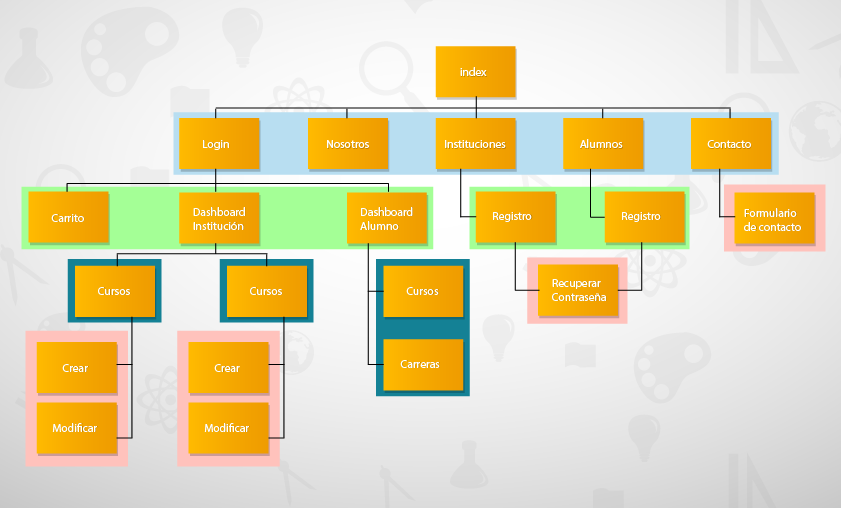 Index
Login
Nosotros
Instituciones
Alumnos
Contacto
Carrito
Dashboard
Institución
Dashboard
Alumno
Registro
Registro
Formulario
de contacto
Cursos
Cursos
Cursos
Recuperar
Contraseña
Crear
Crear
Carreras
Modificar
Modificar